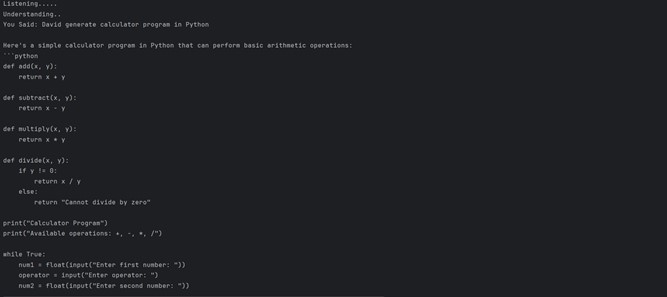 Listening.....
Understanding..
You Said: David generate calculator program in Python
Here's a simple calculator program in Python that can perform basic arithmetic operations:
```python
def add(x, y):
    return x + y
def subtract(x, y):
    return x - y
def multiply(x, y):
    return x * y
def divide(x, y):
    if y != 0:
        return x / y
    else:
        return "Cannot divide by zero"
print("Calculator Program")
print("Available operations: +, -, *, /")
while True:
    num1 = float(input("Enter first number: "))
    operator = input("Enter operator: ")
    num2 = float(input("Enter second number: "))